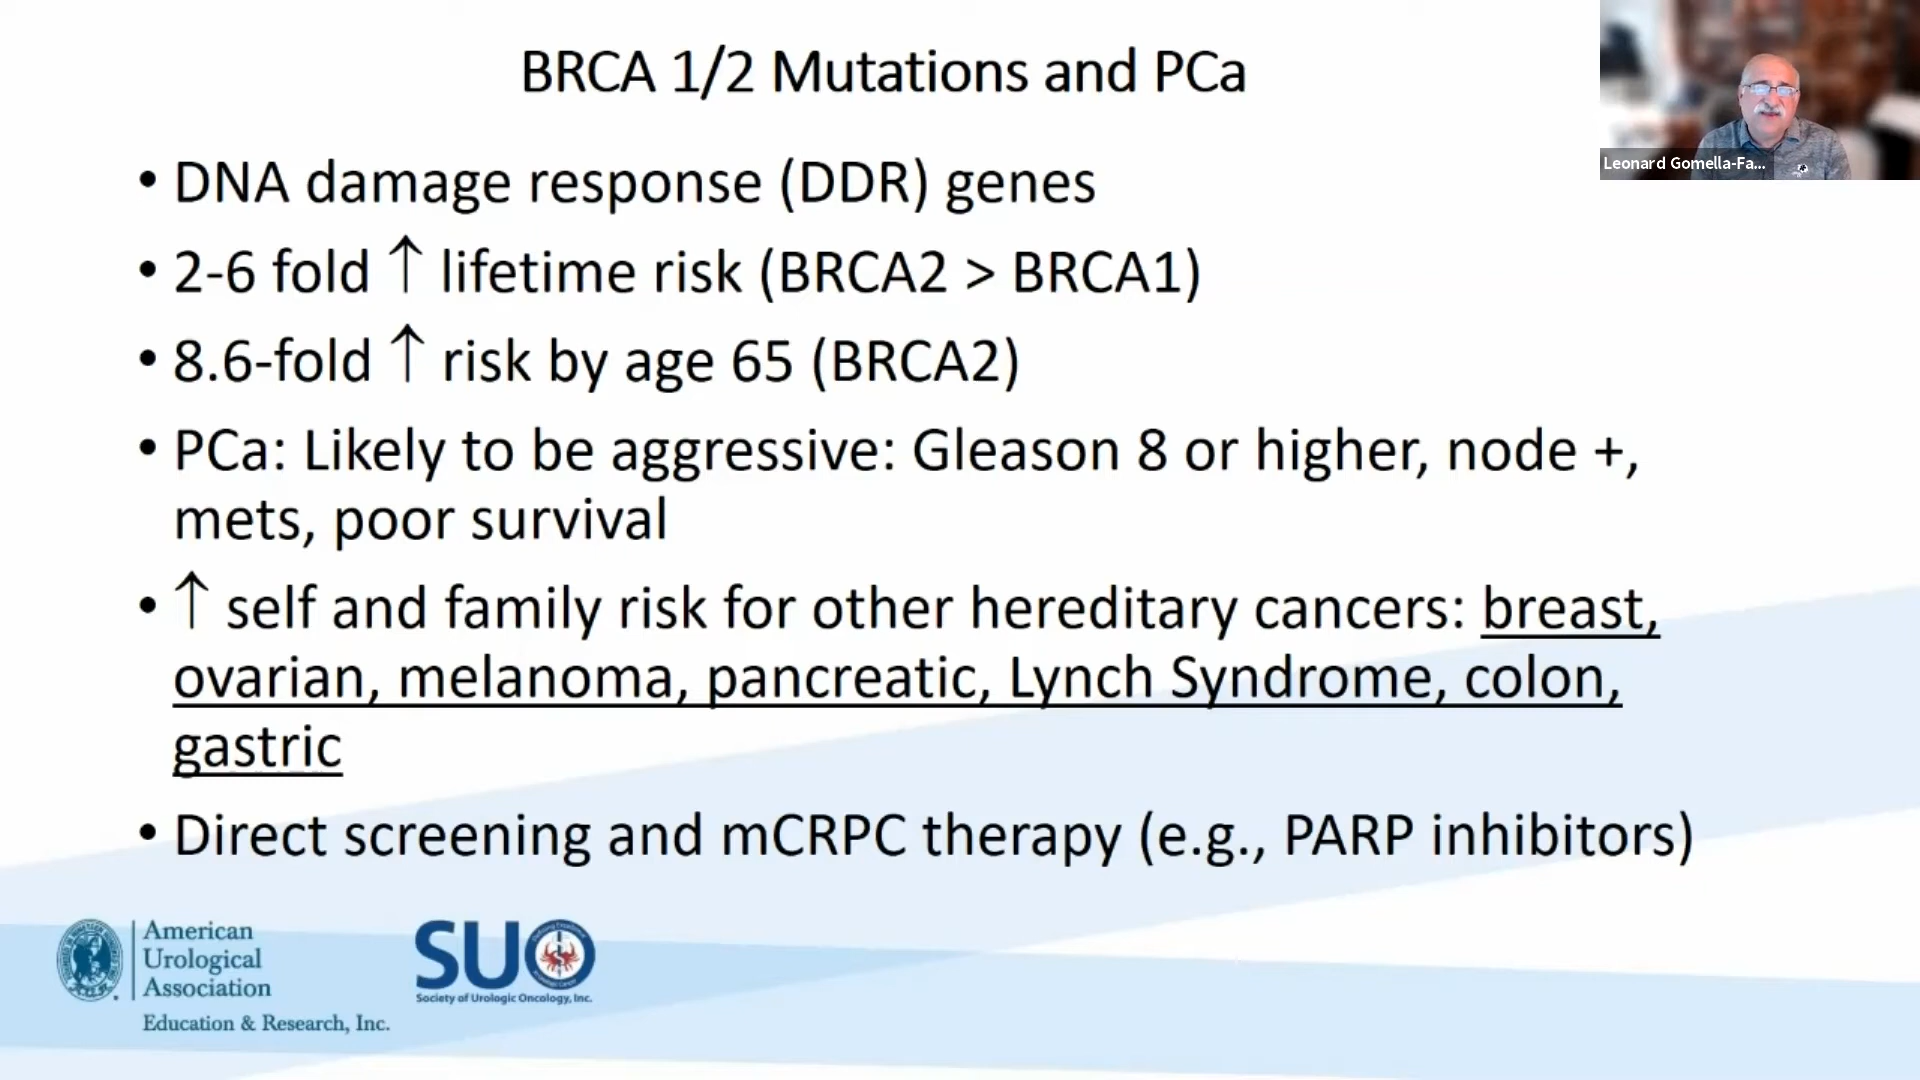 BRCA 1/2 Mutations and PCa
Leonard Gomella-Fa...
• DNA damage response (DDR) genes
• 2-6 fold ↑ lifetime risk (BRCA2 > BRCA1)
• 8.6-fold ↑ risk by age 65 (BRCA2)
• PCa: Likely to be aggressive: Gleason 8 or higher, node +,
mets, poor survival
• ↑ self and family risk for other hereditary cancers: breast,
ovarian, melanoma, pancreatic, Lynch Syndrome, colon,
gastric
• Direct screening and mCRPC therapy (e.g., PARP inhibitors)
American
Urological
Association
Education & Research, Inc.
SUO
Society of Urologic Oncology, Inc.